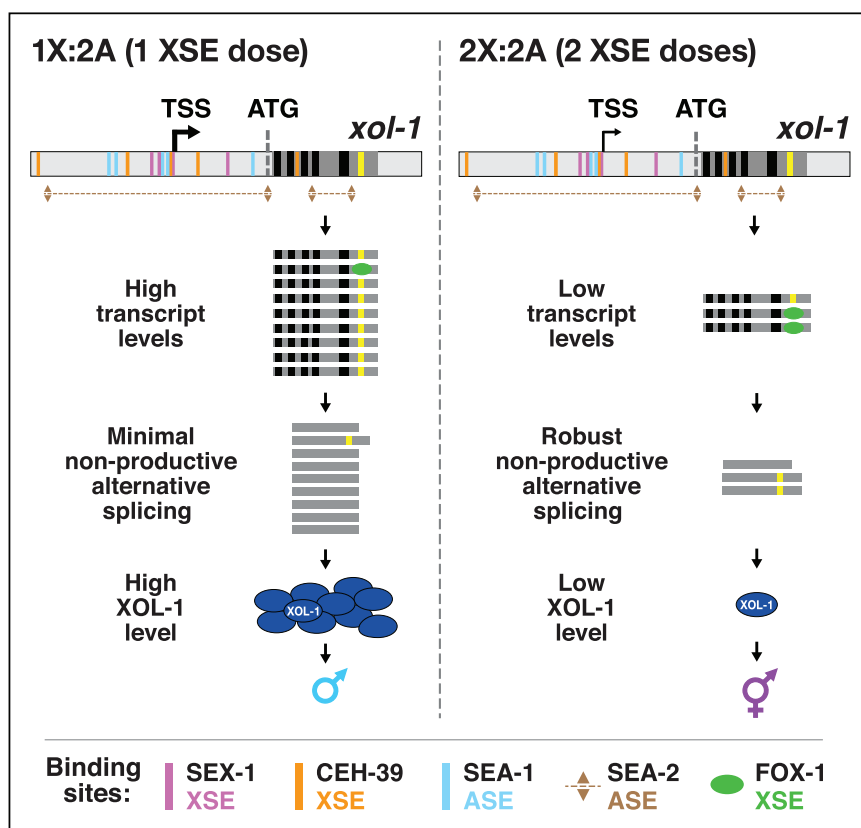 1X:2A (1 XSE dose)
TSS
ATG
xol-1
High
transcript
levels
Minimal
non-productive
alternative
splicing
High
XOL-1
level
XOL-1
2X:2A (2 XSE doses)
TSS
ATG
xol-1
Low
transcript
levels
Robust
non-productive
alternative
splicing
Low
XOL-1
level
XOL-1
Binding
sites:
SEX-1
XSE
CEH-39
XSE
SEA-1
ASE
SEA-2
ASE
FOX-1
XSE